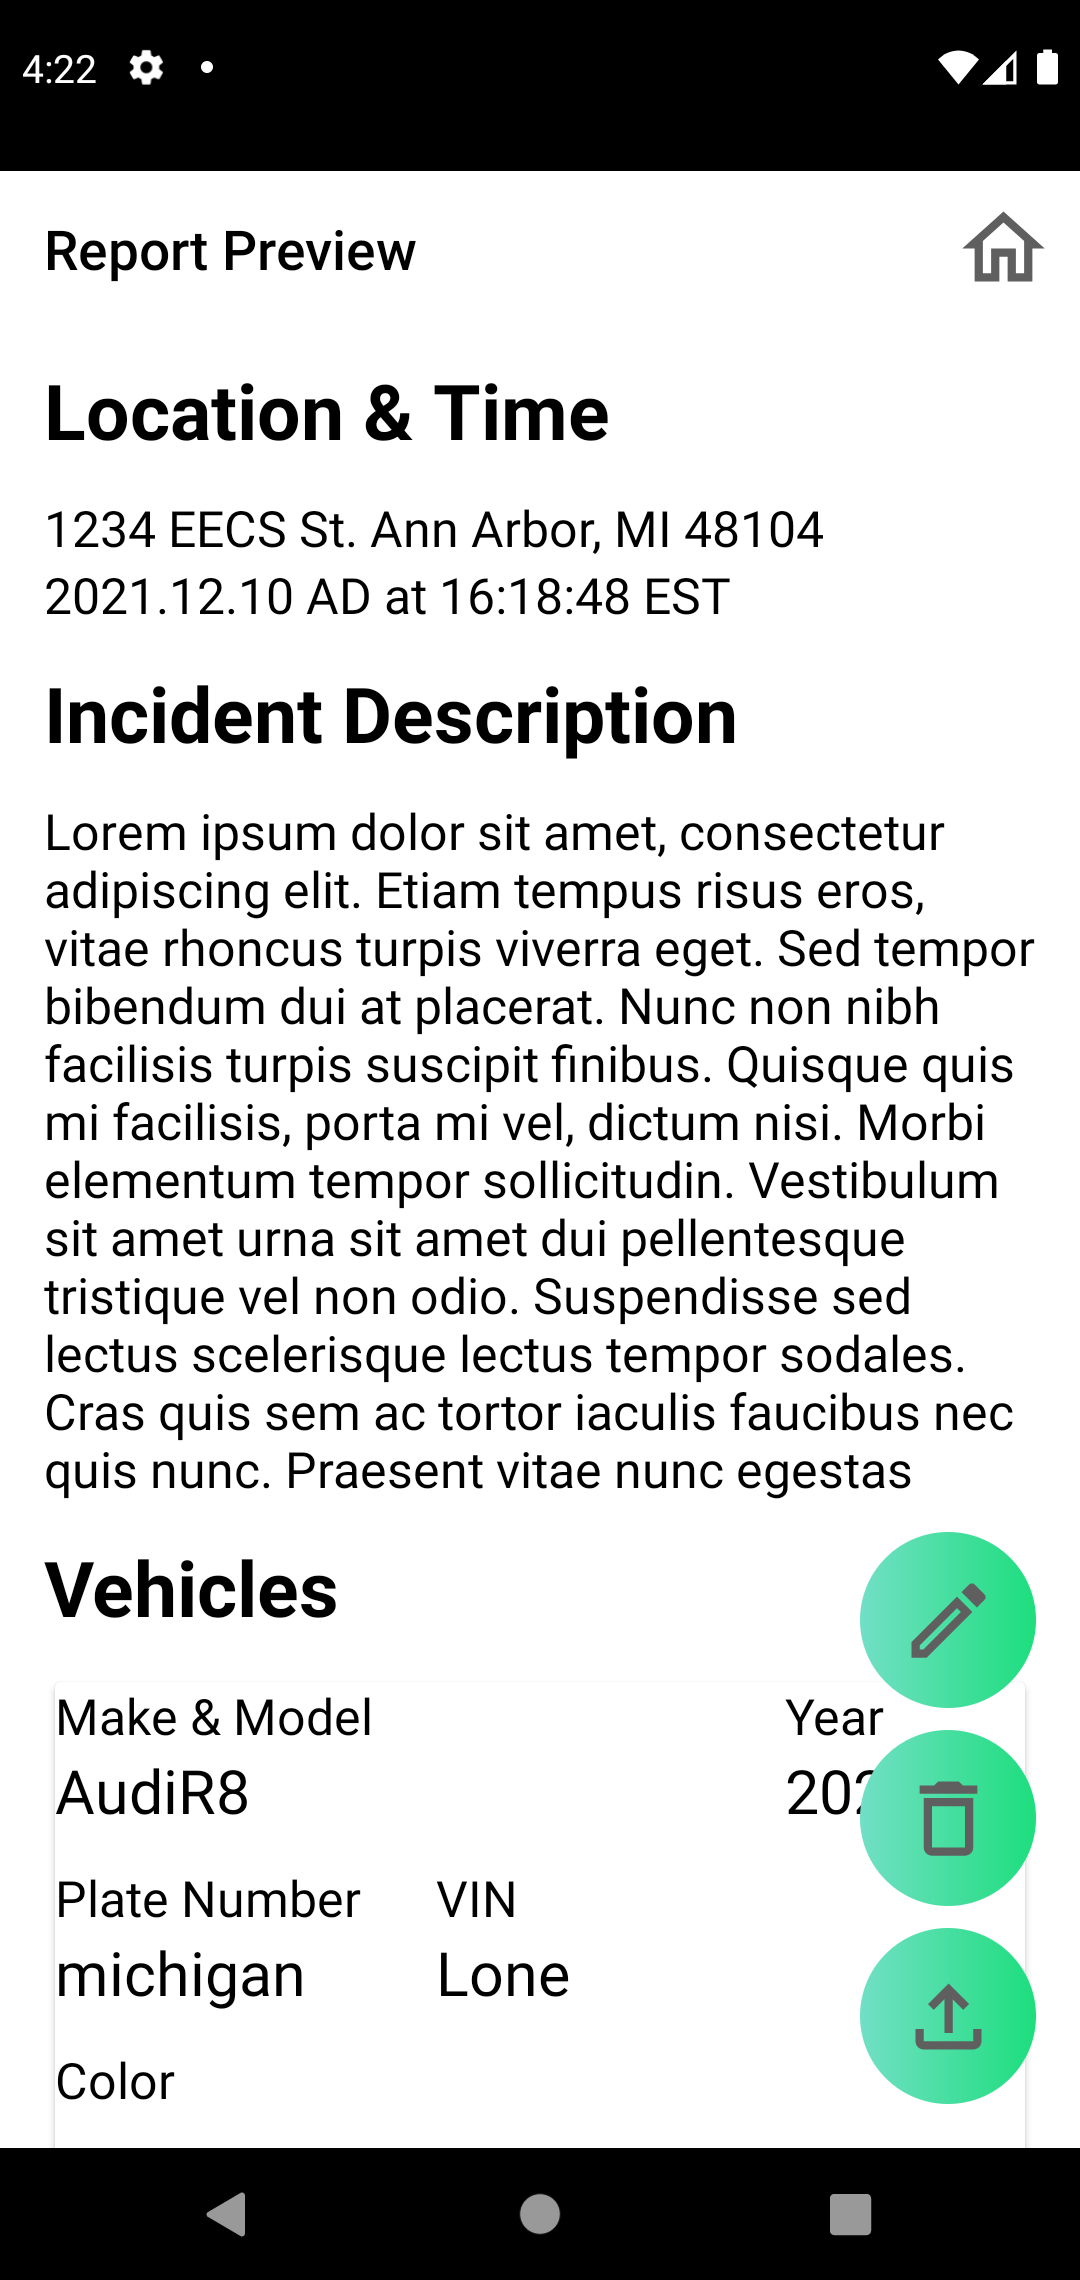 4:22
Report Preview
Location & Time
1234 EECS St. Ann Arbor, MI 48104
2021.12.10 AD at 16:18:48 EST
Incident Description
Lorem ipsum dolor sit amet, consectetur
adipiscing elit. Etiam tempus risus eros,
vitae rhoncus turpis viverra eget. Sed tempor
bibendum dui at placerat. Nunc non nibh
facilisis turpis suscipit finibus. Quisque quis
mi facilisis, porta mi vel, dictum nisi. Morbi
elementum tempor sollicitudin. Vestibulum
sit amet urna sit amet dui pellentesque
tristique vel non odio. Suspendisse sed
lectus scelerisque lectus tempor sodales.
Cras quis sem ac tortor iaculis faucibus nec
quis nunc. Praesent vitae nunc egestas
Vehicles
Make & Model Year
AudiR8
Plate Number VIN
michigan Lone
Color